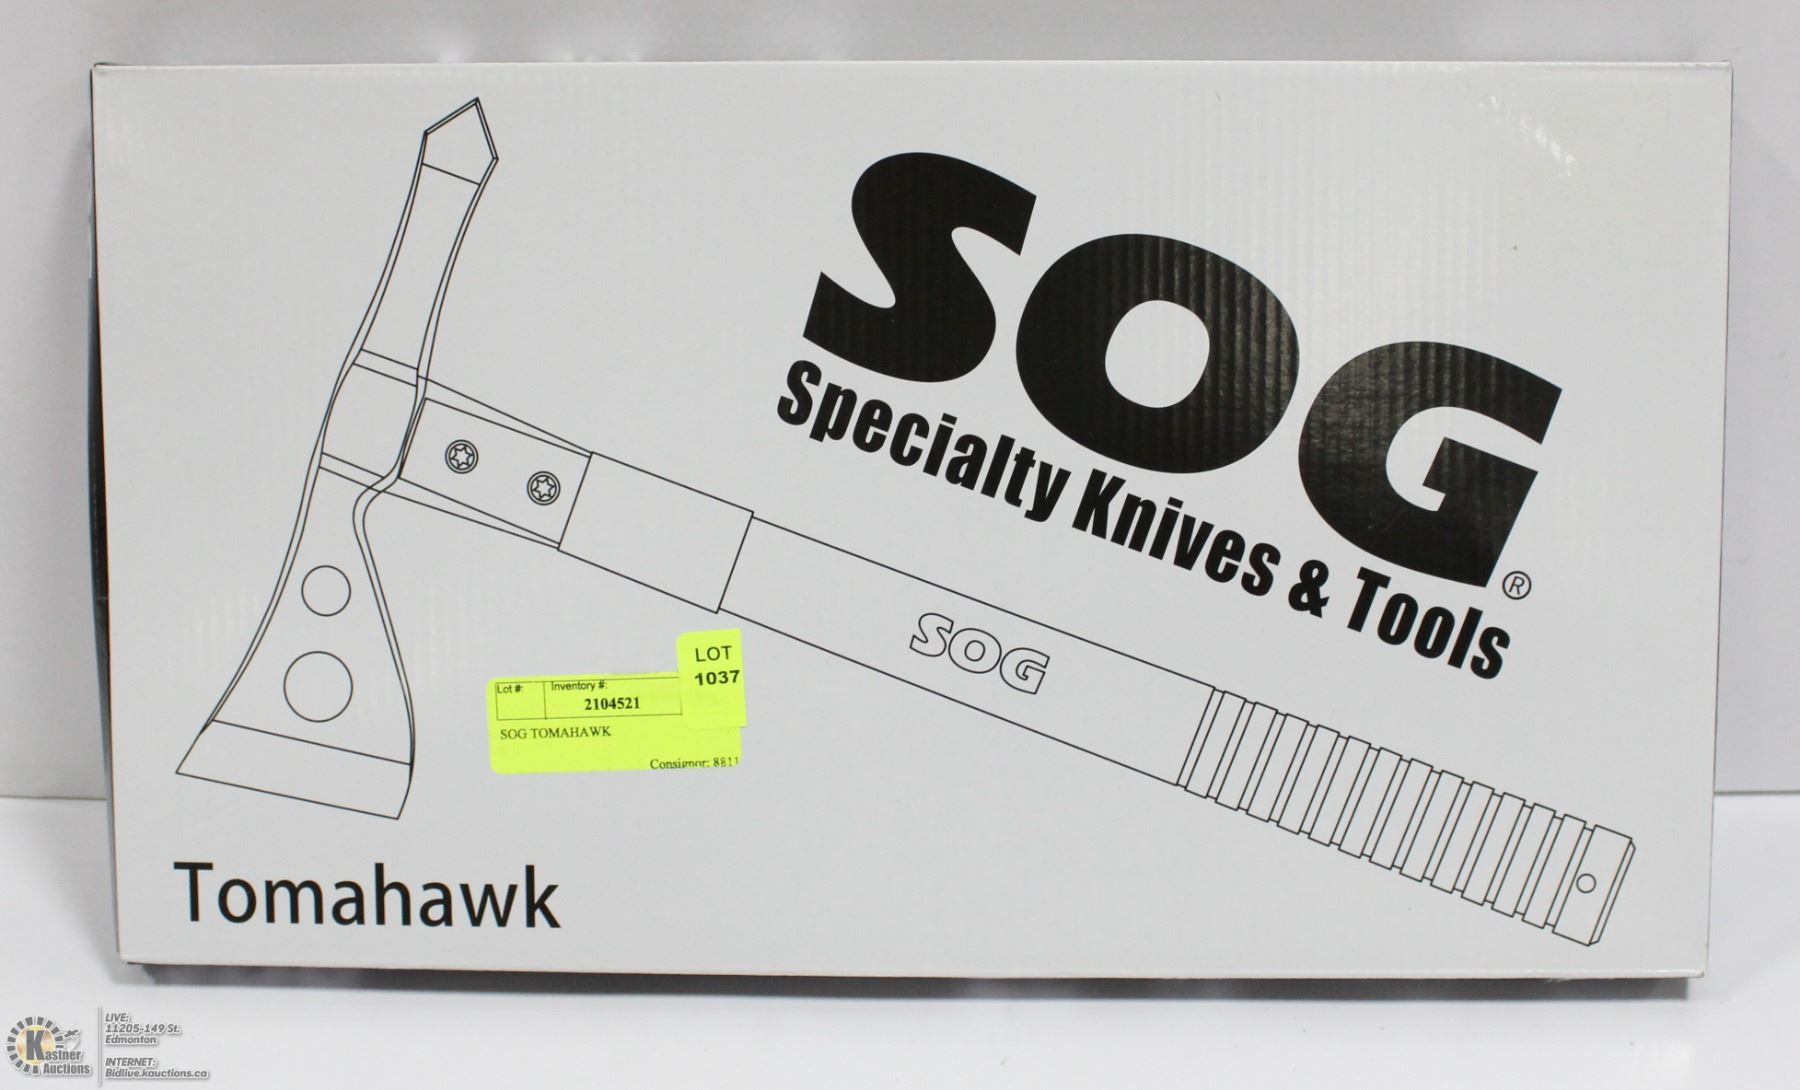 SOG®
Specialty Knives & Tools
SOG
LOT
1037
Lot #: Inventory #:
2104521
SOG TOMAHAWK
Consignor: 8811
Tomahawk
Kastner
Auctions
LIVE:
11205-149 St.
Edmonton
INTERNET:
Bidlive.kauctions.ca